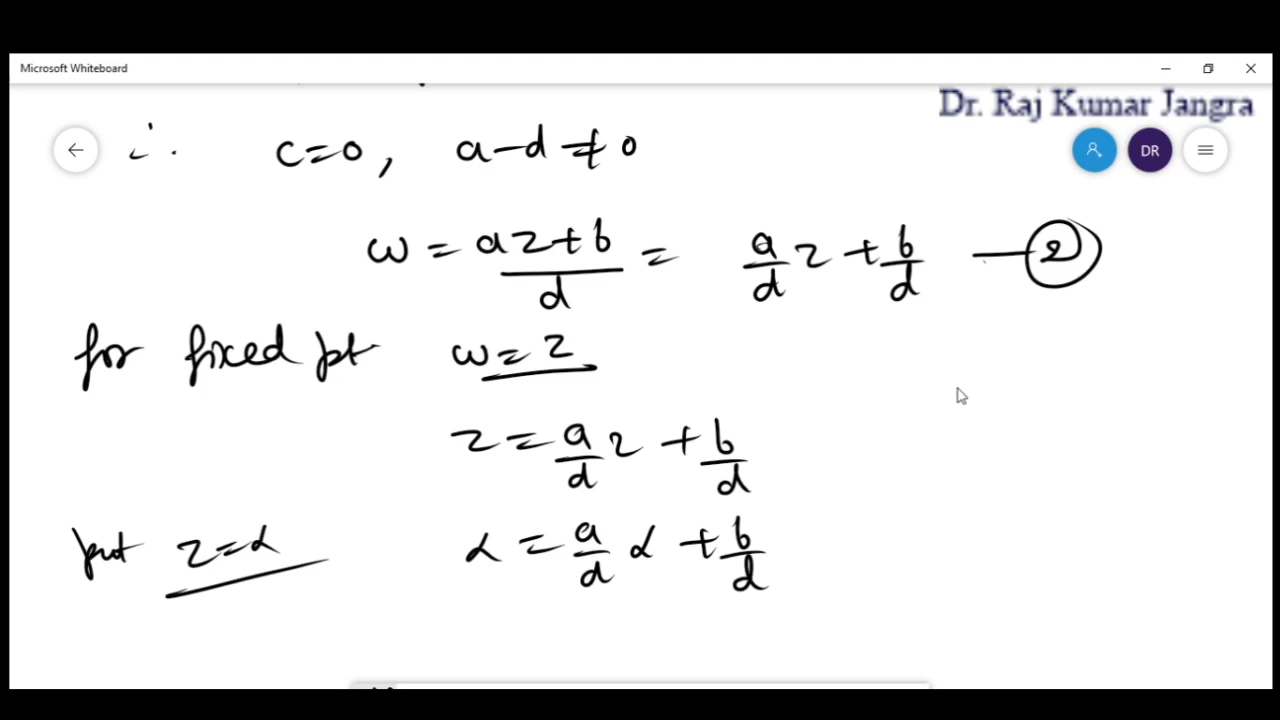 Microsoft Whiteboard
Dr. Raj Kumar Jangra
DR
∴ c=0, a-d≠0
ω = az+b/d = a/d z + b/d —②
for fixed pt ω=z
z = a/d z + b/d
put z=α α = a/d α + b/d